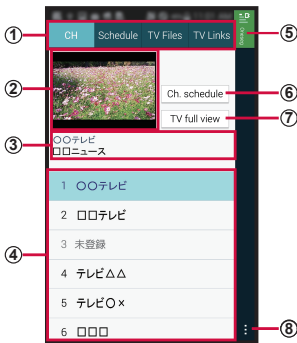 ① CH Schedule TV Files TV Links ⑤
②
Ch. schedule ⑥
TV full view ⑦
③ ○○テレビ
□□ニュース
④
1 ○○テレビ
2 □□テレビ
3 未登録
4 テレビ△△
5 テレビ○×
6 □□□
⑧